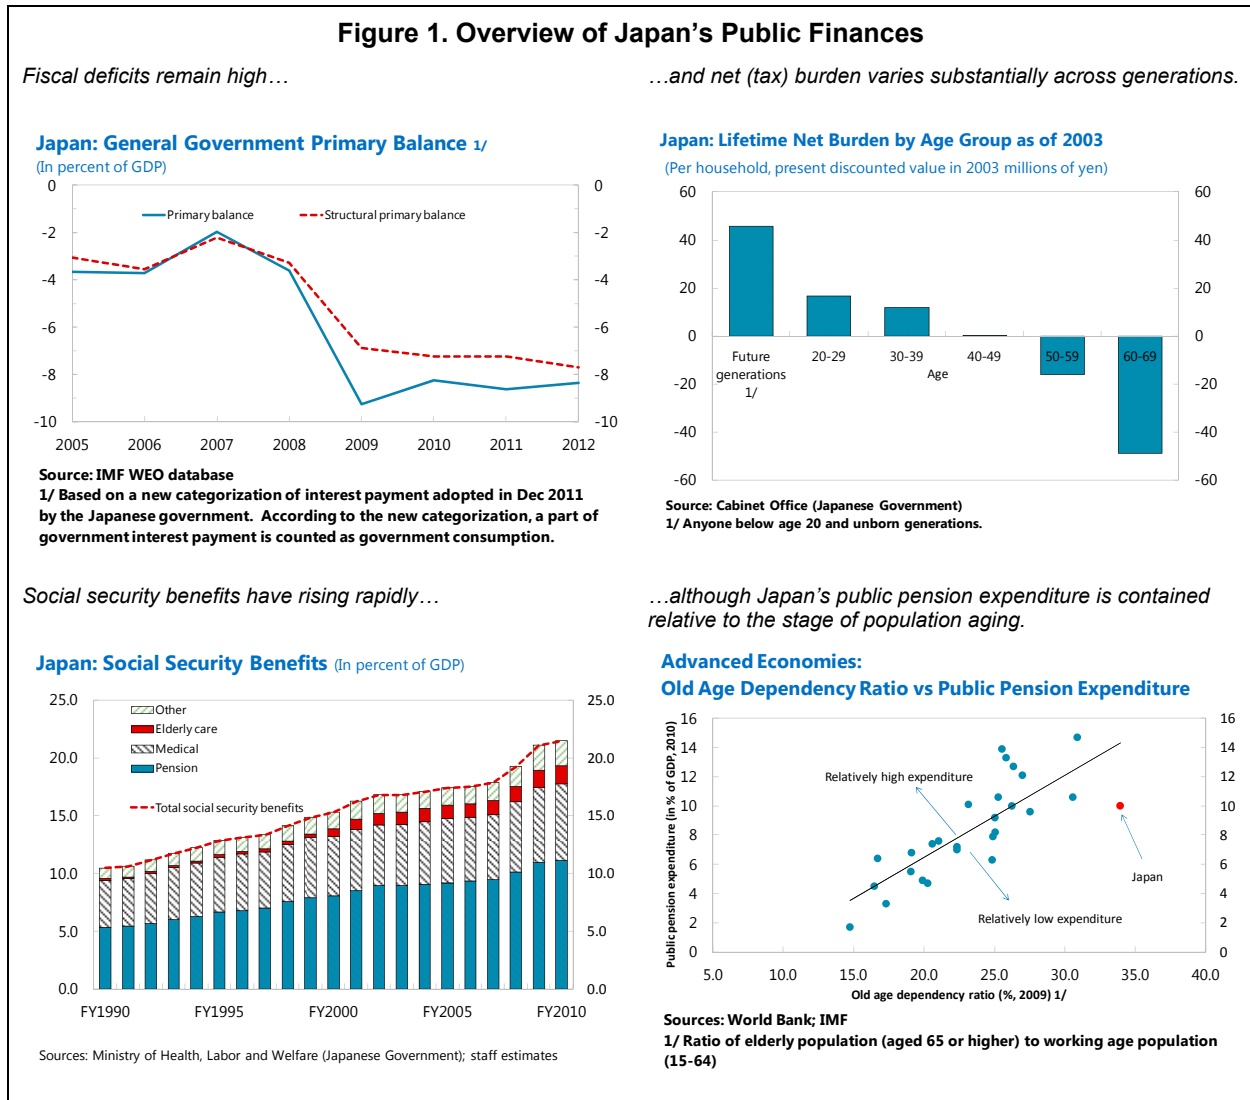 Figure 1. Overview of Japan's Public Finances
Fiscal deficits remain high…
…and net (tax) burden varies substantially across generations.
Japan: General Government Primary Balance 1/
(In percent of GDP)
0
-2
-4
-6
-8
-10
Primary balance
Structural primary balance
0
-2
-4
-6
-8
-10
2005 2006 2007 2008 2009 2010 2011 2012
Source: IMF WEO database
1/ Based on a new categorization of interest payment adopted in Dec 2011
by the Japanese government. According to the new categorization, a part of
government interest payment is counted as government consumption.
Japan: Lifetime Net Burden by Age Group as of 2003
(Per household, present discounted value in 2003 millions of yen)
60
40
20
0
-20
-40
-60
60
40
20
0
-20
-40
-60
Future
generations
1/
20-29
30-39
40-49
50-59
60-69
Age
Source: Cabinet Office (Japanese Government)
1/ Anyone below age 20 and unborn generations.
Social security benefits have rising rapidly…
…although Japan's public pension expenditure is contained
relative to the stage of population aging.
Japan: Social Security Benefits (In percent of GDP)
25.0
20.0
15.0
10.0
5.0
0.0
Other
Elderly care
Medical
Pension
Total social security benefits
25.0
20.0
15.0
10.0
5.0
0.0
FY1990 FY1995 FY2000 FY2005 FY2010
Sources: Ministry of Health, Labor and Welfare (Japanese Government); staff estimates
Advanced Economies:
Old Age Dependency Ratio vs Public Pension Expenditure
Public pension expenditure (in % of GDP, 2010)
16
14
12
10
8
6
4
2
0
Relatively high expenditure
Relatively low expenditure
Japan
16
14
12
10
8
6
4
2
0
5.0 10.0 15.0 20.0 25.0 30.0 35.0 40.0
Old age dependency ratio (%, 2009) 1/
Sources: World Bank; IMF
1/ Ratio of elderly population (aged 65 or higher) to working age population
(15-64)